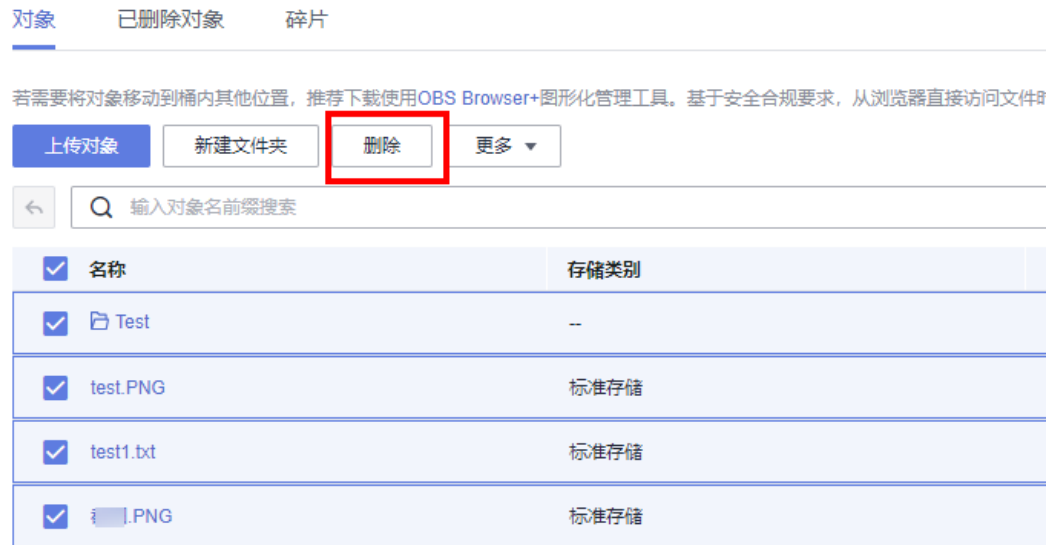 对象 已删除对象 碎片
若需要将对象移动到桶内其他位置，推荐下载使用OBS Browser+图形化管理工具。基于安全合规要求，从浏览器直接访问文件时
上传对象 新建文件夹 删除 更多
输入对象名前缀搜索
名称 存储类别
Test --
test.PNG 标准存储
test1.txt 标准存储
.PNG 标准存储